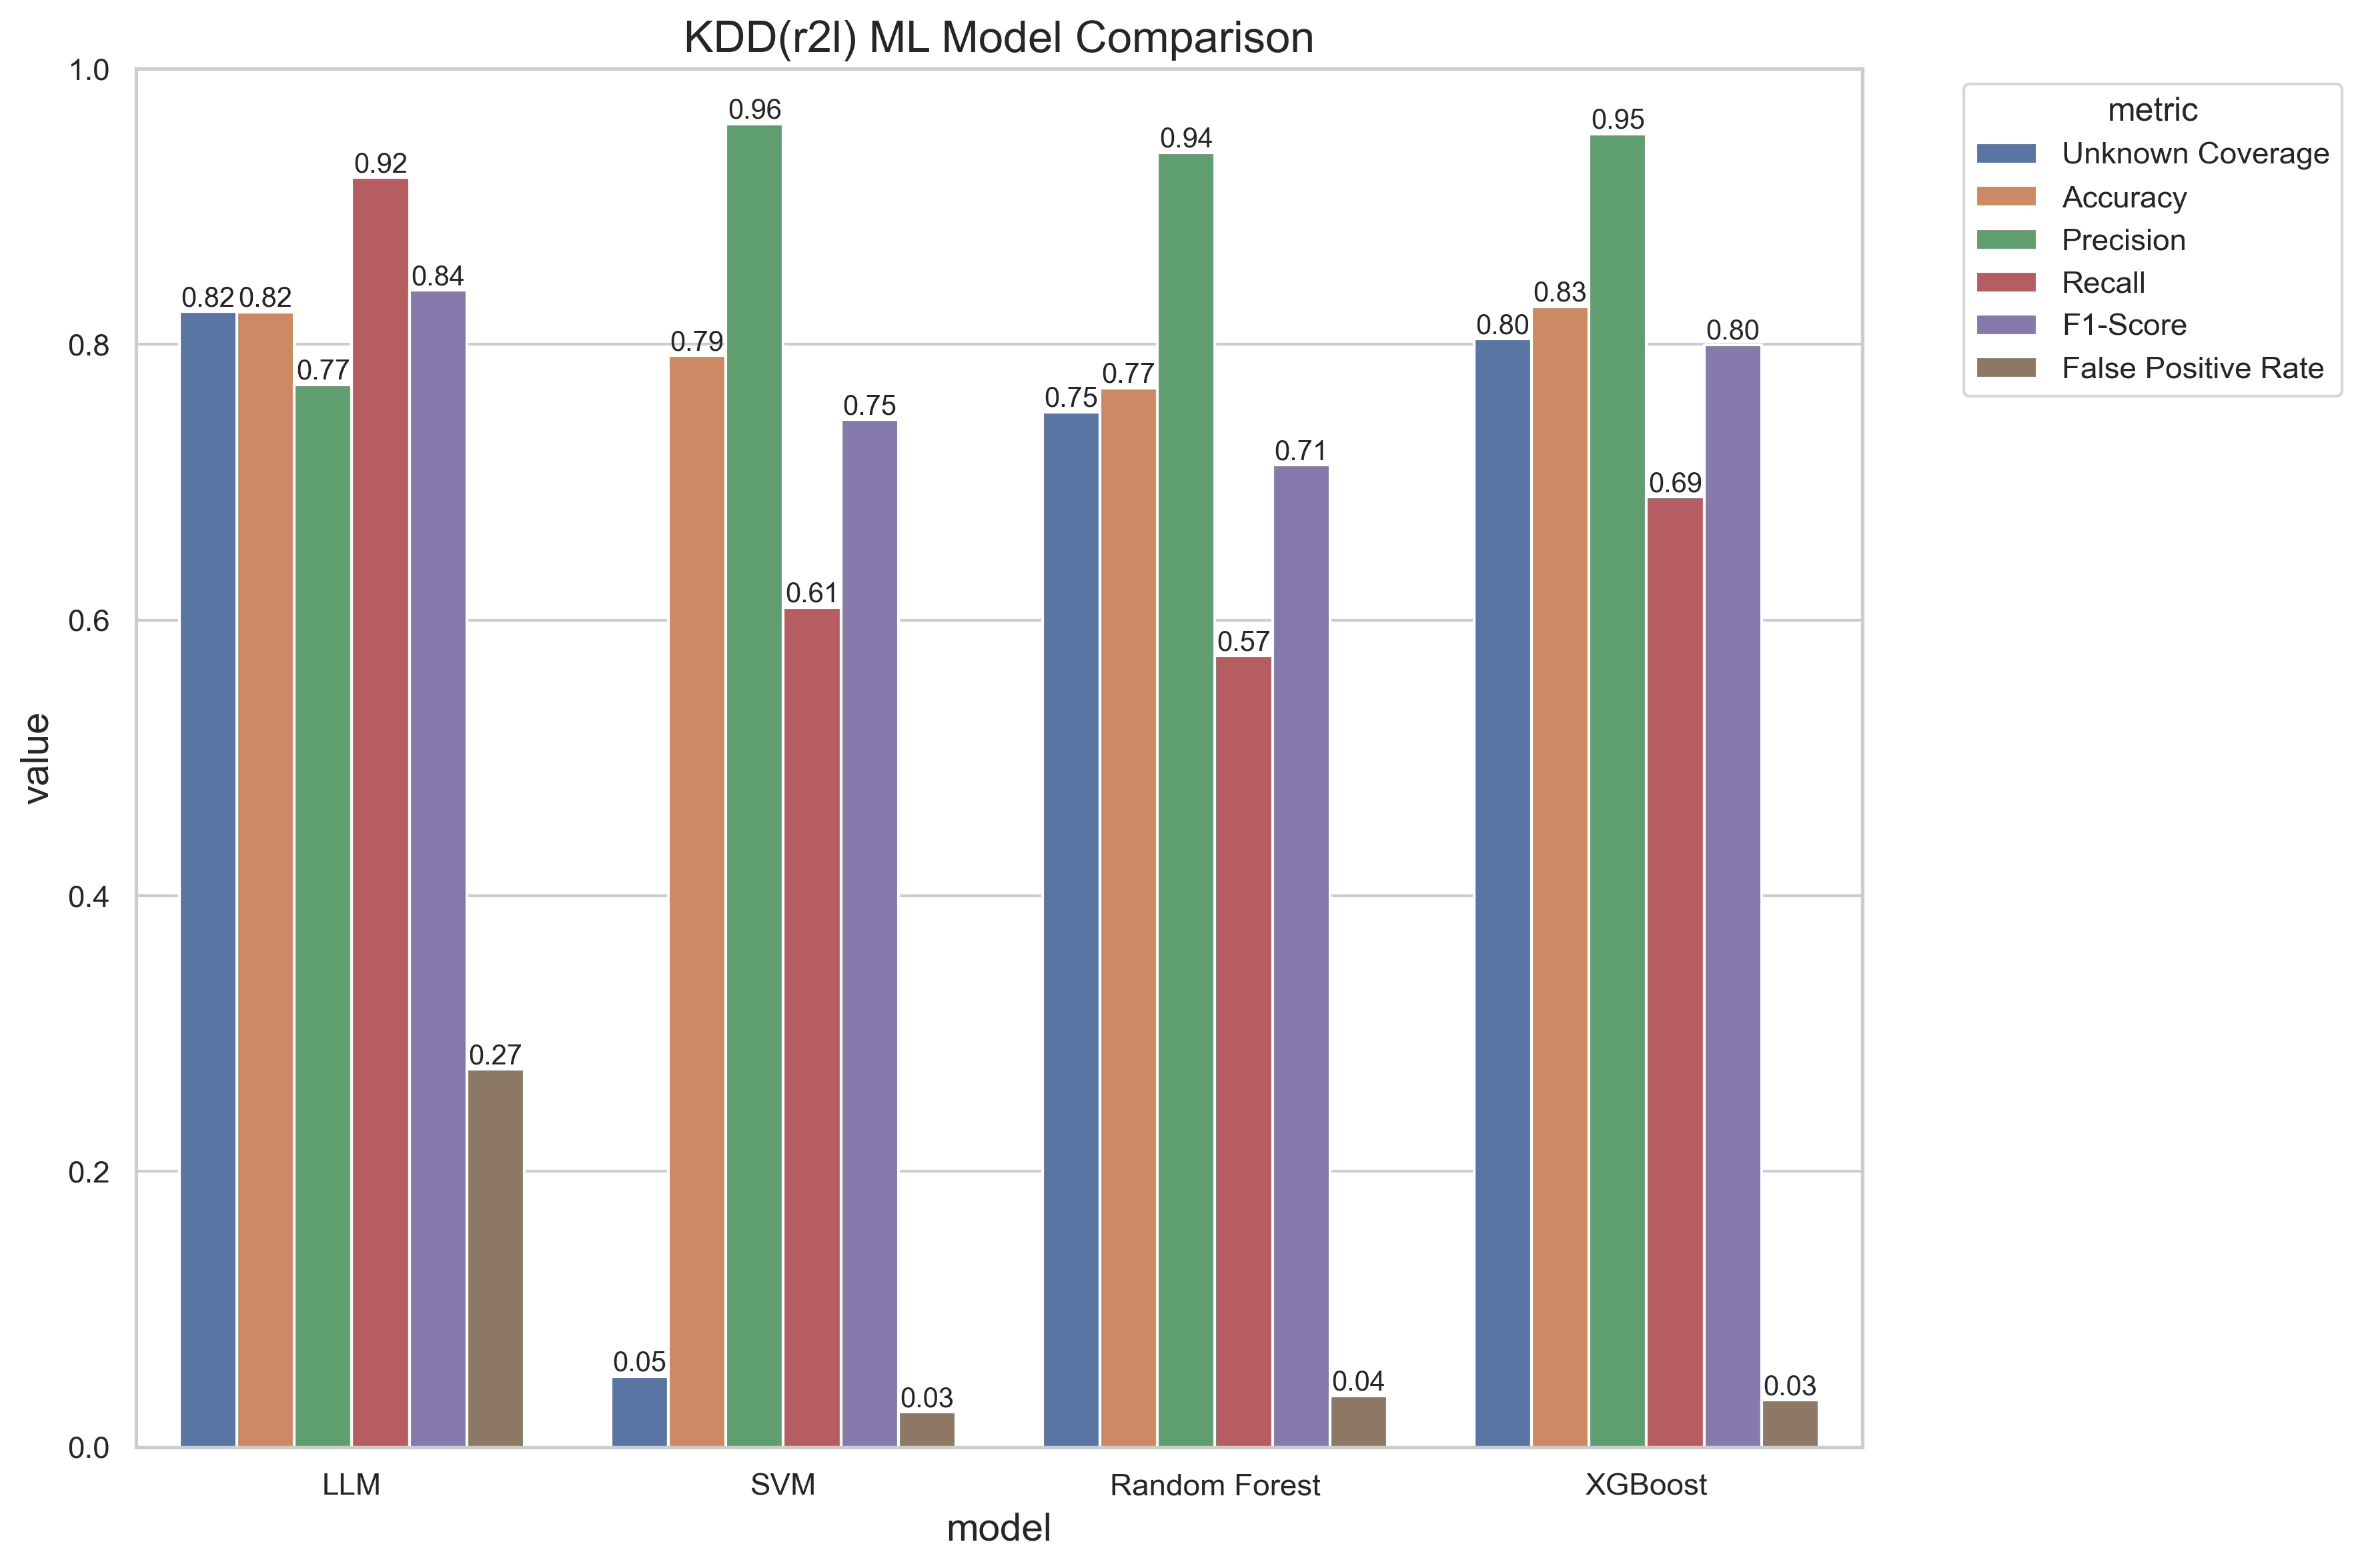 KDD(r2l) ML Model Comparison
value
1.0
0.8
0.6
0.4
0.2
0.0
0.82
0.82
0.77
0.92
0.84
0.27
0.05
0.79
0.96
0.61
0.75
0.03
0.75
0.77
0.94
0.57
0.71
0.04
0.80
0.83
0.95
0.69
0.80
0.03
LLM
SVM
Random Forest
XGBoost
model
metric
Unknown Coverage
Accuracy
Precision
Recall
F1-Score
False Positive Rate